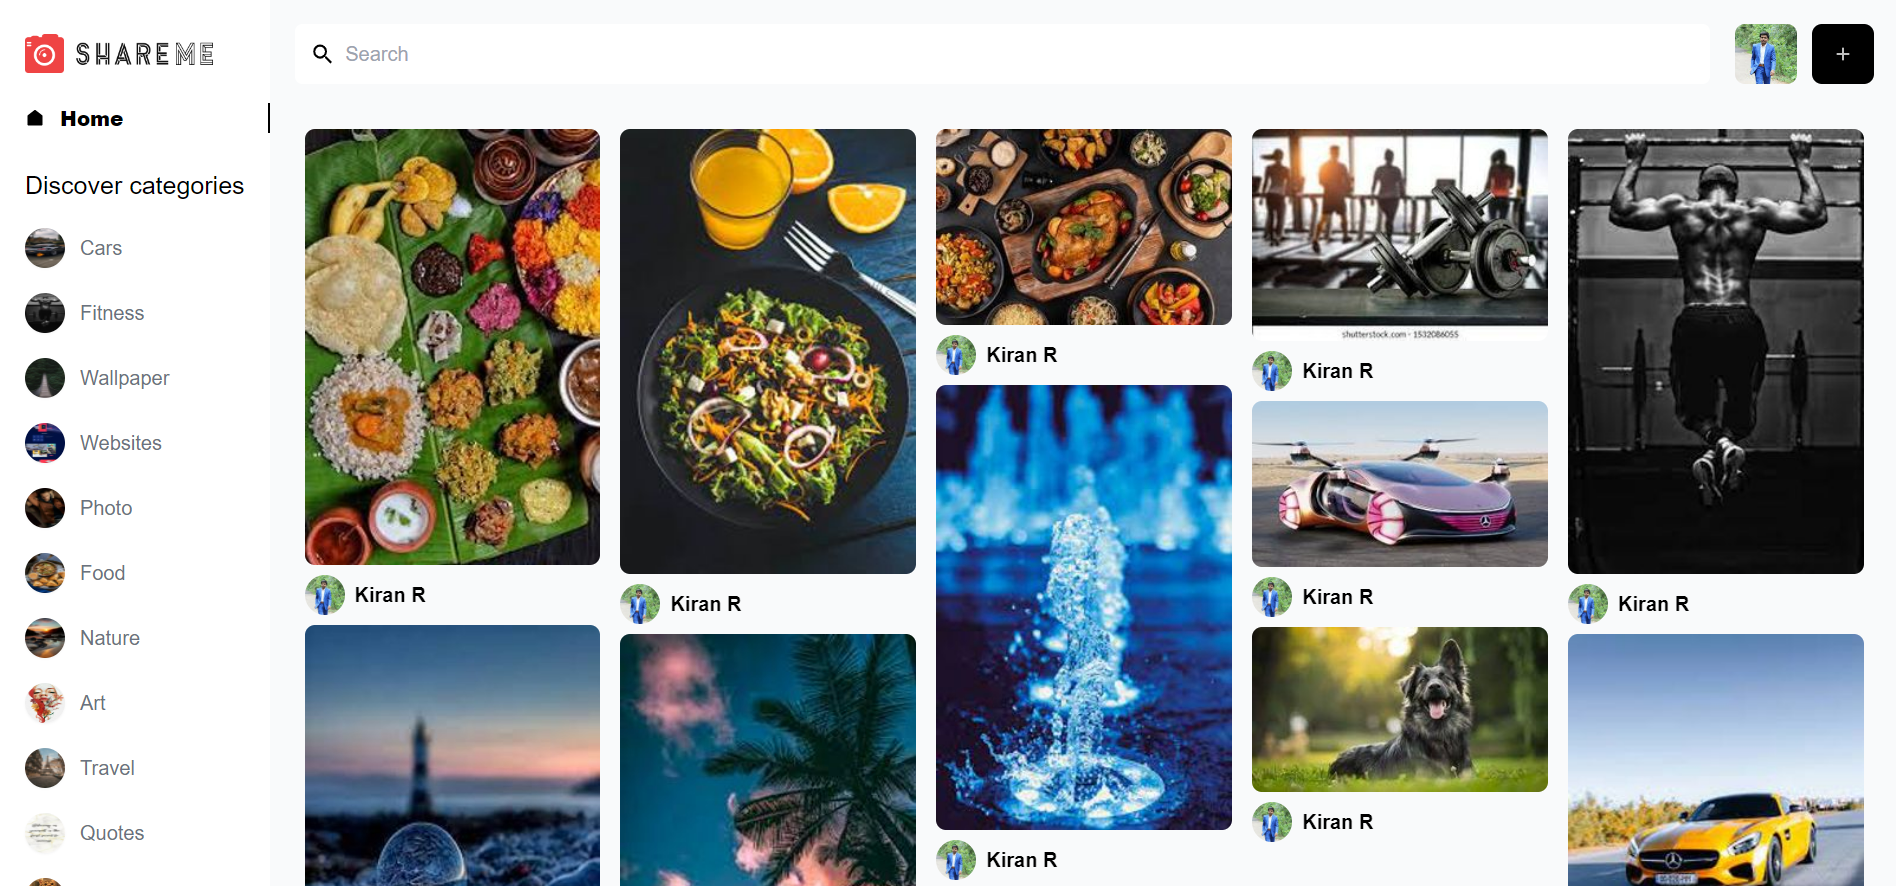 SHAREME
Search
+
Home
Discover categories
Cars
Fitness
Wallpaper
Websites
Photo
Food
Nature
Art
Travel
Quotes
Kiran R
Kiran R
Kiran R
Kiran R
shutterstock.com · 1532086055
Kiran R
Kiran R
Kiran R
Kiran R